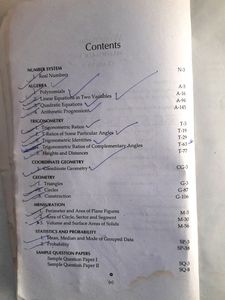 Contents
NUMBER SYSTEM
1. Real Numbers N-3
ALGEBRA
1. Polynomials A-3
2. Linear Equations in Two Variables A-16
3. Quadratic Equations A-94
4. Arithmetic Progressions A-145
TRIGONOMETRY
1. Trigonometric Ratios T-3
2. T-Ratios of Some Particular Angles T-19
3. Trigonometric Identities T-29
4. Trigonometric Ratios of Complementary Angles T-63
5. Heights and Distances T-77
COORDINATE GEOMETRY
1. Coordinate Geometry CG-3
GEOMETRY
1. Triangles G-3
2. Circles G-87
3. Construction G-106
MENSURATION
1. Perimeter and Area of Plane Figures M-3
2. Area of Circle, Sector and Segment M-30
3. Volume and Surface Areas of Solids M-56
STATISTICS AND PROBABILITY
1. Mean, Median and Mode of Grouped Data SP-3
2. Probability SP-54
SAMPLE QUESTION PAPERS
Sample Question Paper I SQ-3
Sample Question Paper II SQ-8